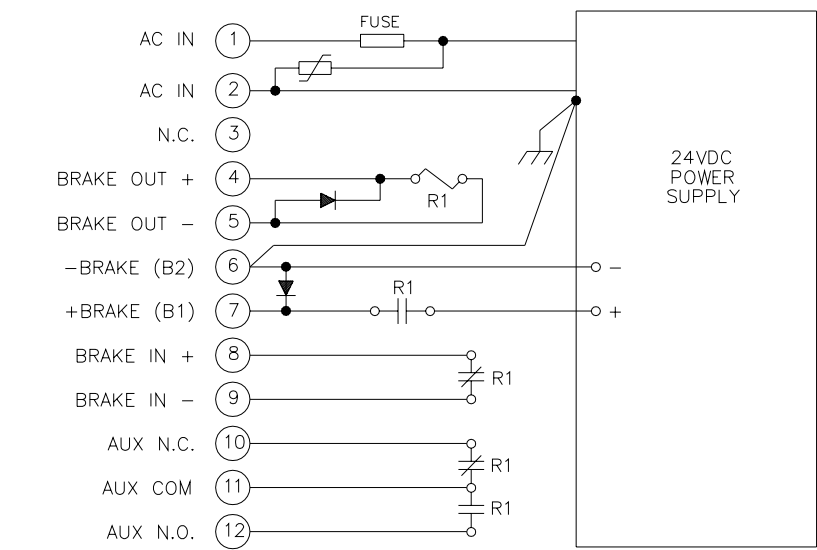 FUSE
AC IN 1
AC IN 2
N.C. 3
24VDC
POWER
SUPPLY
BRAKE OUT + 4
R1
BRAKE OUT - 5
-BRAKE (B2) 6 -
R1
+BRAKE (B1) 7 +
BRAKE IN + 8
R1
BRAKE IN - 9
AUX N.C. 10
R1
AUX COM 11
R1
AUX N.O. 12